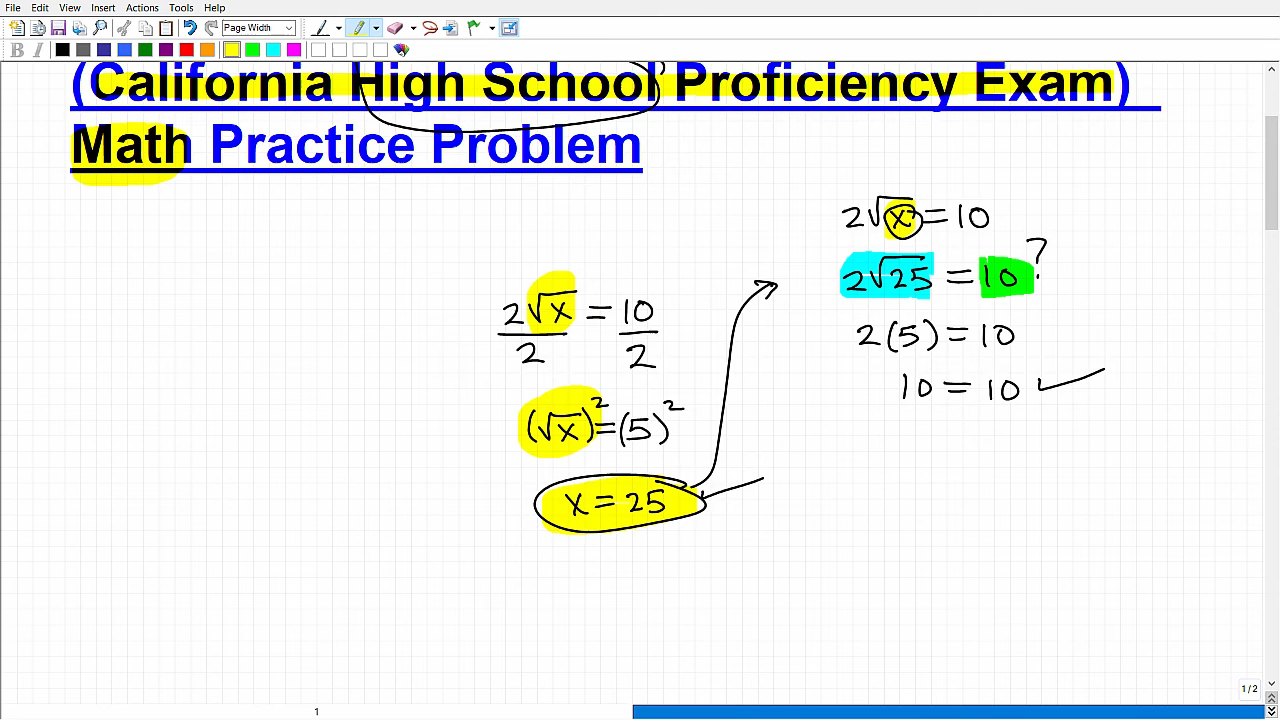 File Edit View Insert Actions Tools Help
Page Width
B I
(California High School Proficiency Exam)
Math Practice Problem
2√x = 10
2√25 = 10 ?
2(5) = 10
10 = 10 ✓
2√x = 10
2 2
(√x)² = (5)²
x = 25
1/2
1